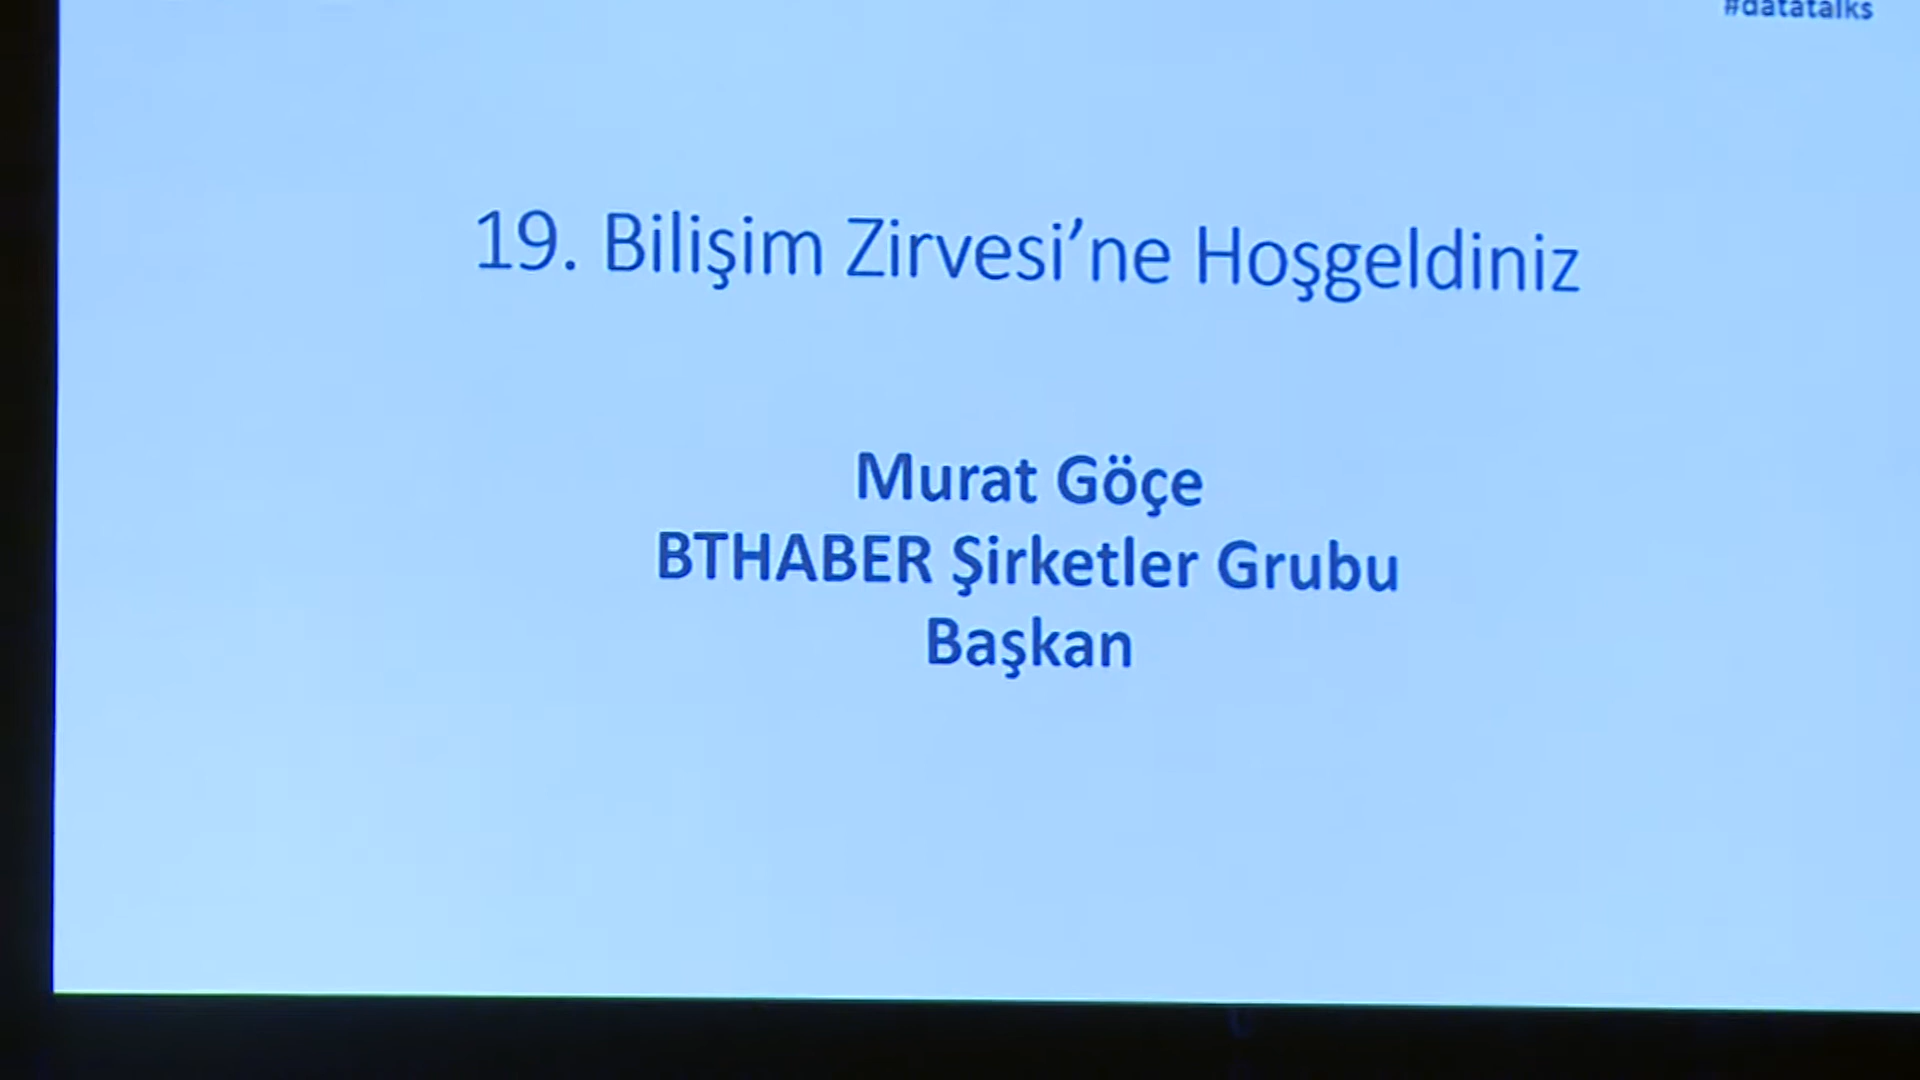 #datatalks
19. Bilişim Zirvesi’ne Hoşgeldiniz
Murat Göçe
BTHABER Şirketler Grubu
Başkan